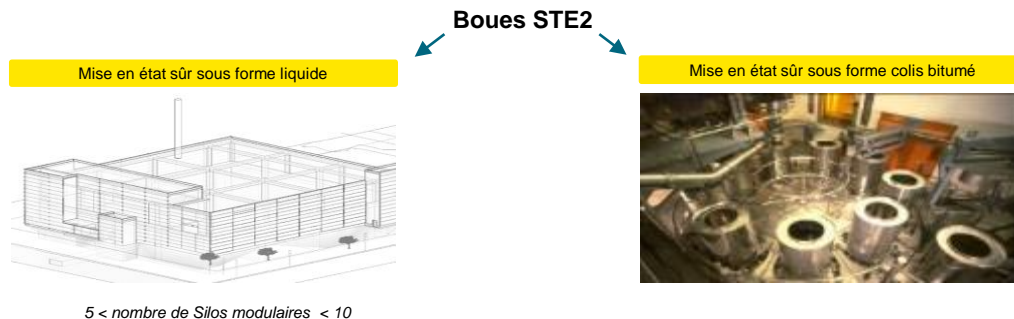 Boues STE2
Mise en état sûr sous forme liquide
Mise en état sûr sous forme colis bitumé
5 < nombre de Silos modulaires < 10